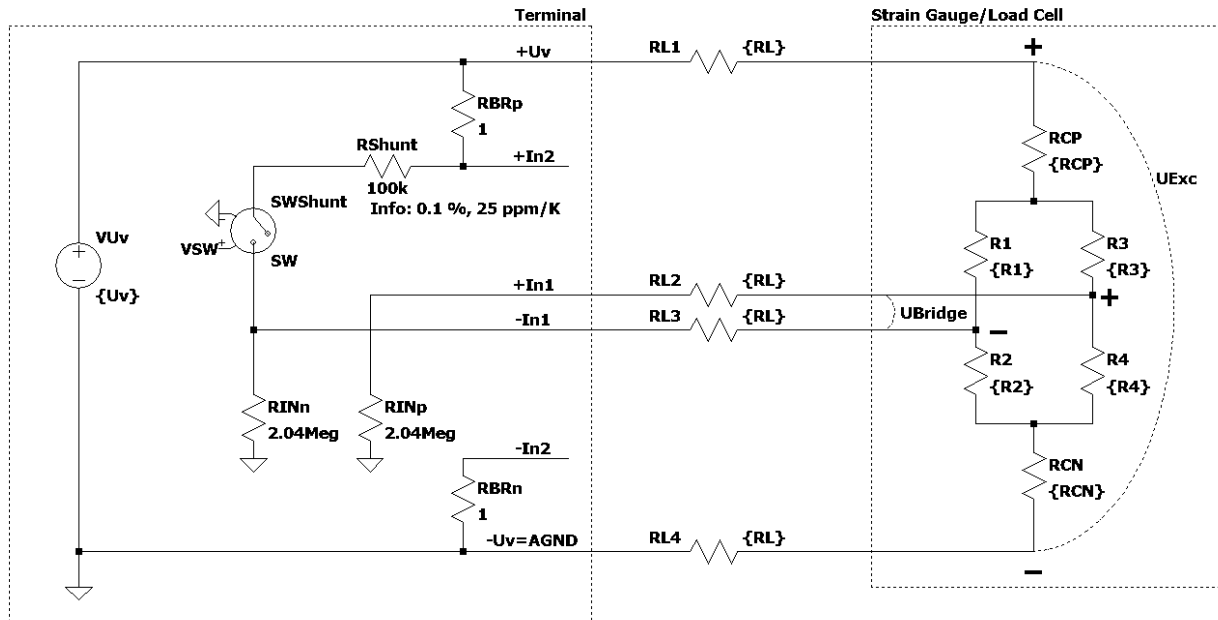 Terminal
Strain Gauge/Load Cell
+Uv
RL1 {RL}
+
RBRp
1
RShunt
+In2
100k
Info: 0.1 %, 25 ppm/K
RCP
{RCP}
UExc
SWShunt
VSW
+
SW
VUv
+
−
{Uv}
R1
{R1}
R3
{R3}
+In1
RL2 {RL}
+
-In1
RL3 {RL}
UBridge
−
R2
{R2}
R4
{R4}
RINn
2.04Meg
RINp
2.04Meg
-In2
RBRn
1
RCN
{RCN}
-Uv=AGND
RL4 {RL}
−